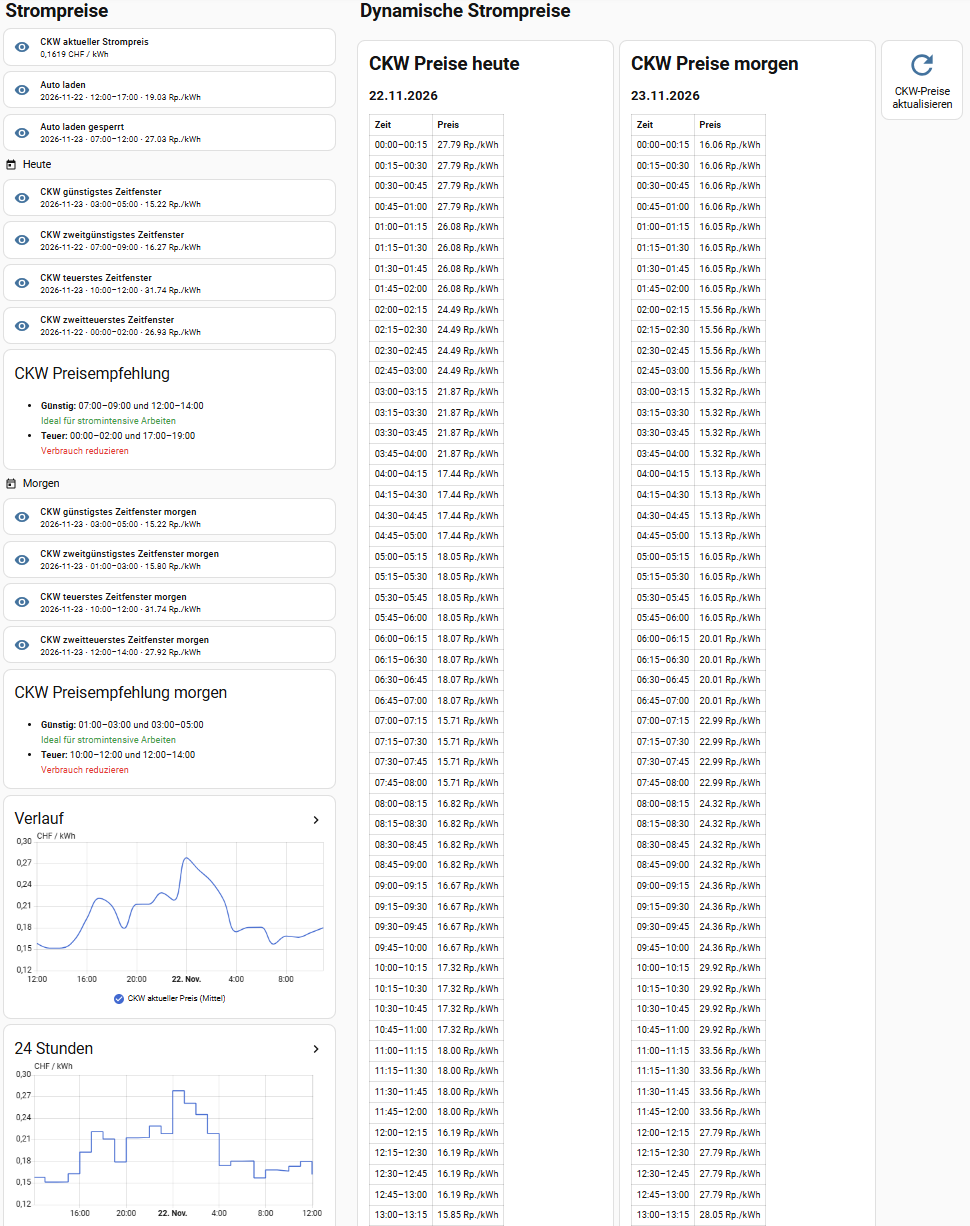 Strompreise
CKW aktueller Strompreis
0,1619 CHF / kWh
Auto laden
2026-11-22 · 12:00–17:00 · 19.03 Rp./kWh
Auto laden gesperrt
2026-11-23 · 07:00–12:00 · 27.03 Rp./kWh
Heute
CKW günstigstes Zeitfenster
2026-11-23 · 03:00–05:00 · 15.22 Rp./kWh
CKW zweitgünstigstes Zeitfenster
2026-11-22 · 07:00–09:00 · 16.27 Rp./kWh
CKW teuerstes Zeitfenster
2026-11-23 · 10:00–12:00 · 31.74 Rp./kWh
CKW zweitteuerstes Zeitfenster
2026-11-22 · 00:00–02:00 · 26.93 Rp./kWh
CKW Preisempfehlung
• Günstig: 07:00–09:00 und 12:00–14:00
Ideal für stromintensive Arbeiten
• Teuer: 00:00–02:00 und 17:00–19:00
Verbrauch reduzieren
Morgen
CKW günstigstes Zeitfenster morgen
2026-11-23 · 03:00–05:00 · 15.22 Rp./kWh
CKW zweitgünstigstes Zeitfenster morgen
2026-11-23 · 01:00–03:00 · 15.80 Rp./kWh
CKW teuerstes Zeitfenster morgen
2026-11-23 · 10:00–12:00 · 31.74 Rp./kWh
CKW zweitteuerstes Zeitfenster morgen
2026-11-23 · 12:00–14:00 · 27.92 Rp./kWh
CKW Preisempfehlung morgen
• Günstig: 01:00–03:00 und 03:00–05:00
Ideal für stromintensive Arbeiten
• Teuer: 10:00–12:00 und 12:00–14:00
Verbrauch reduzieren
Verlauf
CHF / kWh
0,30
0,27
0,24
0,21
0,18
0,15
0,12
12:00 16:00 20:00 22. Nov. 4:00 8:00
CKW aktueller Preis (Mittel)
24 Stunden
CHF / kWh
0,30
0,27
0,24
0,21
0,18
0,15
0,12
16:00 20:00 22. Nov. 4:00 8:00 12:00
Dynamische Strompreise
CKW Preise heute
22.11.2026
Zeit Preis
00:00–00:15 27.79 Rp./kWh
00:15–00:30 27.79 Rp./kWh
00:30–00:45 27.79 Rp./kWh
00:45–01:00 27.79 Rp./kWh
01:00–01:15 26.08 Rp./kWh
01:15–01:30 26.08 Rp./kWh
01:30–01:45 26.08 Rp./kWh
01:45–02:00 26.08 Rp./kWh
02:00–02:15 24.49 Rp./kWh
02:15–02:30 24.49 Rp./kWh
02:30–02:45 24.49 Rp./kWh
02:45–03:00 24.49 Rp./kWh
03:00–03:15 21.87 Rp./kWh
03:15–03:30 21.87 Rp./kWh
03:30–03:45 21.87 Rp./kWh
03:45–04:00 21.87 Rp./kWh
04:00–04:15 17.44 Rp./kWh
04:15–04:30 17.44 Rp./kWh
04:30–04:45 17.44 Rp./kWh
04:45–05:00 17.44 Rp./kWh
05:00–05:15 18.05 Rp./kWh
05:15–05:30 18.05 Rp./kWh
05:30–05:45 18.05 Rp./kWh
05:45–06:00 18.05 Rp./kWh
06:00–06:15 18.07 Rp./kWh
06:15–06:30 18.07 Rp./kWh
06:30–06:45 18.07 Rp./kWh
06:45–07:00 18.07 Rp./kWh
07:00–07:15 15.71 Rp./kWh
07:15–07:30 15.71 Rp./kWh
07:30–07:45 15.71 Rp./kWh
07:45–08:00 15.71 Rp./kWh
08:00–08:15 16.82 Rp./kWh
08:15–08:30 16.82 Rp./kWh
08:30–08:45 16.82 Rp./kWh
08:45–09:00 16.82 Rp./kWh
09:00–09:15 16.67 Rp./kWh
09:15–09:30 16.67 Rp./kWh
09:30–09:45 16.67 Rp./kWh
09:45–10:00 16.67 Rp./kWh
10:00–10:15 17.32 Rp./kWh
10:15–10:30 17.32 Rp./kWh
10:30–10:45 17.32 Rp./kWh
10:45–11:00 17.32 Rp./kWh
11:00–11:15 18.00 Rp./kWh
11:15–11:30 18.00 Rp./kWh
11:30–11:45 18.00 Rp./kWh
11:45–12:00 18.00 Rp./kWh
12:00–12:15 16.19 Rp./kWh
12:15–12:30 16.19 Rp./kWh
12:30–12:45 16.19 Rp./kWh
12:45–13:00 16.19 Rp./kWh
13:00–13:15 15.85 Rp./kWh
CKW Preise morgen
23.11.2026
Zeit Preis
00:00–00:15 16.06 Rp./kWh
00:15–00:30 16.06 Rp./kWh
00:30–00:45 16.06 Rp./kWh
00:45–01:00 16.06 Rp./kWh
01:00–01:15 16.05 Rp./kWh
01:15–01:30 16.05 Rp./kWh
01:30–01:45 16.05 Rp./kWh
01:45–02:00 16.05 Rp./kWh
02:00–02:15 15.56 Rp./kWh
02:15–02:30 15.56 Rp./kWh
02:30–02:45 15.56 Rp./kWh
02:45–03:00 15.56 Rp./kWh
03:00–03:15 15.32 Rp./kWh
03:15–03:30 15.32 Rp./kWh
03:30–03:45 15.32 Rp./kWh
03:45–04:00 15.32 Rp./kWh
04:00–04:15 15.13 Rp./kWh
04:15–04:30 15.13 Rp./kWh
04:30–04:45 15.13 Rp./kWh
04:45–05:00 15.13 Rp./kWh
05:00–05:15 16.05 Rp./kWh
05:15–05:30 16.05 Rp./kWh
05:30–05:45 16.05 Rp./kWh
05:45–06:00 16.05 Rp./kWh
06:00–06:15 20.01 Rp./kWh
06:15–06:30 20.01 Rp./kWh
06:30–06:45 20.01 Rp./kWh
06:45–07:00 20.01 Rp./kWh
07:00–07:15 22.99 Rp./kWh
07:15–07:30 22.99 Rp./kWh
07:30–07:45 22.99 Rp./kWh
07:45–08:00 22.99 Rp./kWh
08:00–08:15 24.32 Rp./kWh
08:15–08:30 24.32 Rp./kWh
08:30–08:45 24.32 Rp./kWh
08:45–09:00 24.32 Rp./kWh
09:00–09:15 24.36 Rp./kWh
09:15–09:30 24.36 Rp./kWh
09:30–09:45 24.36 Rp./kWh
09:45–10:00 24.36 Rp./kWh
10:00–10:15 29.92 Rp./kWh
10:15–10:30 29.92 Rp./kWh
10:30–10:45 29.92 Rp./kWh
10:45–11:00 29.92 Rp./kWh
11:00–11:15 33.56 Rp./kWh
11:15–11:30 33.56 Rp./kWh
11:30–11:45 33.56 Rp./kWh
11:45–12:00 33.56 Rp./kWh
12:00–12:15 27.79 Rp./kWh
12:15–12:30 27.79 Rp./kWh
12:30–12:45 27.79 Rp./kWh
12:45–13:00 27.79 Rp./kWh
13:00–13:15 28.05 Rp./kWh
CKW-Preise
aktualisieren